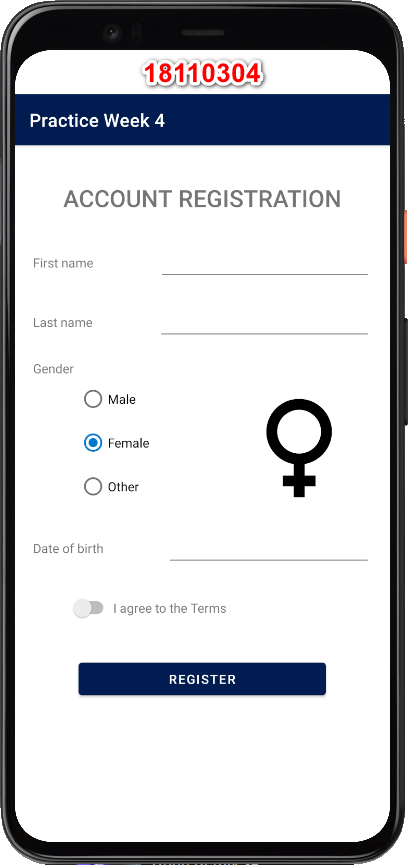 18110304
Practice Week 4
ACCOUNT REGISTRATION
First name
Last name
Gender
Male
Female
Other
Date of birth
I agree to the Terms
REGISTER